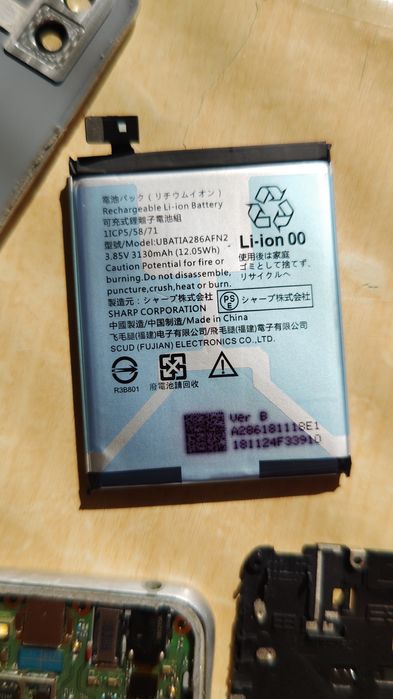 電池パック（リチウムイオン）
Rechargeable Li-ion Battery
可充式鋰離子電池組
1ICP5/58/71
型號/Model:UBATIA286AFN2
3.85V 3130mAh (12.05Wh)
Caution Potential for fire or
burning.Do not disassemble,
puncture,crush,heat or burn.
製造元：シャープ株式会社
SHARP CORPORATION
中國製造/中国制造/Made in China
飞毛腿(福建)电子有限公司/飛毛腿(福建)電子有限公司
SCUD (FUJIAN) ELECTRONICS CO.,LTD.
Li-ion 00
使用後は家庭
ゴミとして捨てず、
リサイクルへ
PSE シャープ株式会社
R3B801
廢電池請回收
Ver B
A286181118E1
181124F3391D